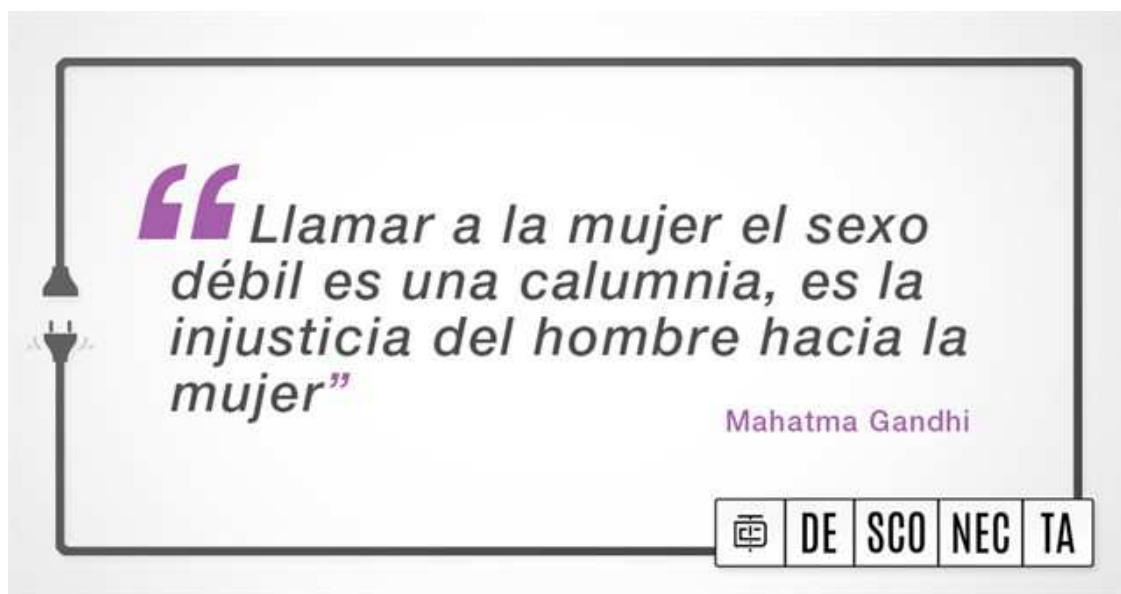 “Llamar a la mujer el sexo
débil es una calumnia, es la
injusticia del hombre hacia la
mujer”
Mahatma Gandhi
DE SCO NEC TA